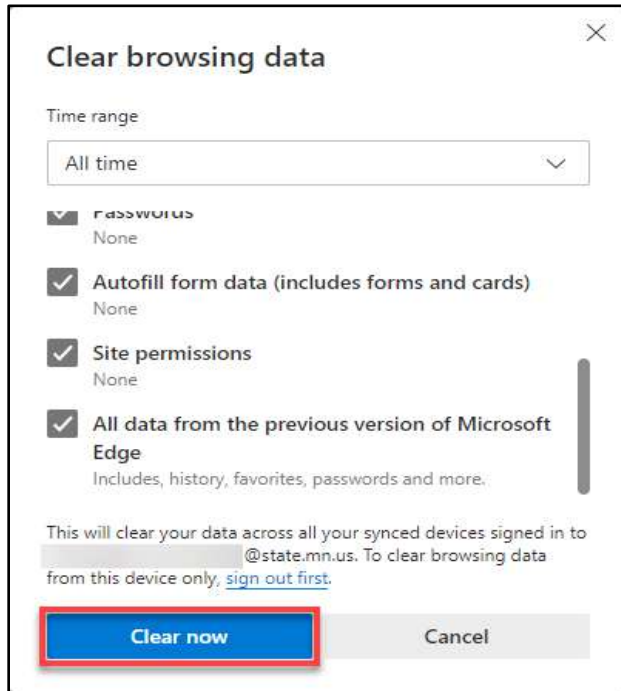 Clear browsing data
Time range
All time
Passwords
None
Autofill form data (includes forms and cards)
None
Site permissions
None
All data from the previous version of Microsoft
Edge
Includes, history, favorites, passwords and more.
This will clear your data across all your synced devices signed in to
@state.mn.us. To clear browsing data
from this device only, sign out first.
Clear now
Cancel